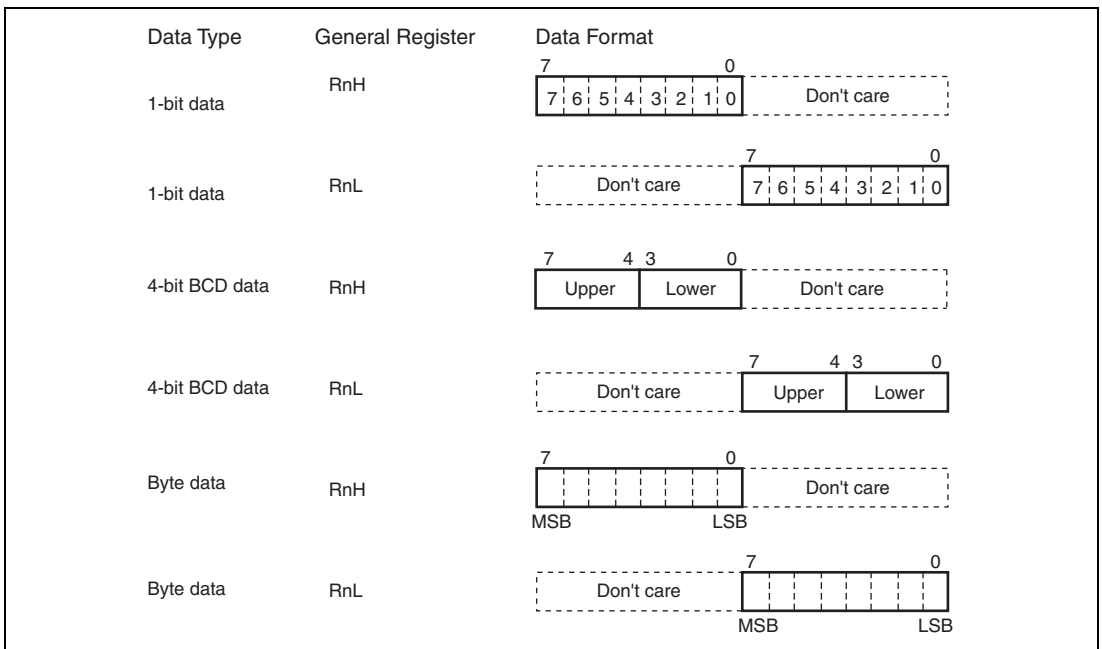 Data Type General Register Data Format
7 0
1-bit data RnH 7 6 5 4 3 2 1 0 Don't care
7 0
1-bit data RnL Don't care 7 6 5 4 3 2 1 0
7 4 3 0
4-bit BCD data RnH Upper Lower Don't care
7 4 3 0
4-bit BCD data RnL Don't care Upper Lower
7 0
Byte data RnH Don't care
MSB LSB
7 0
Byte data RnL Don't care
MSB LSB